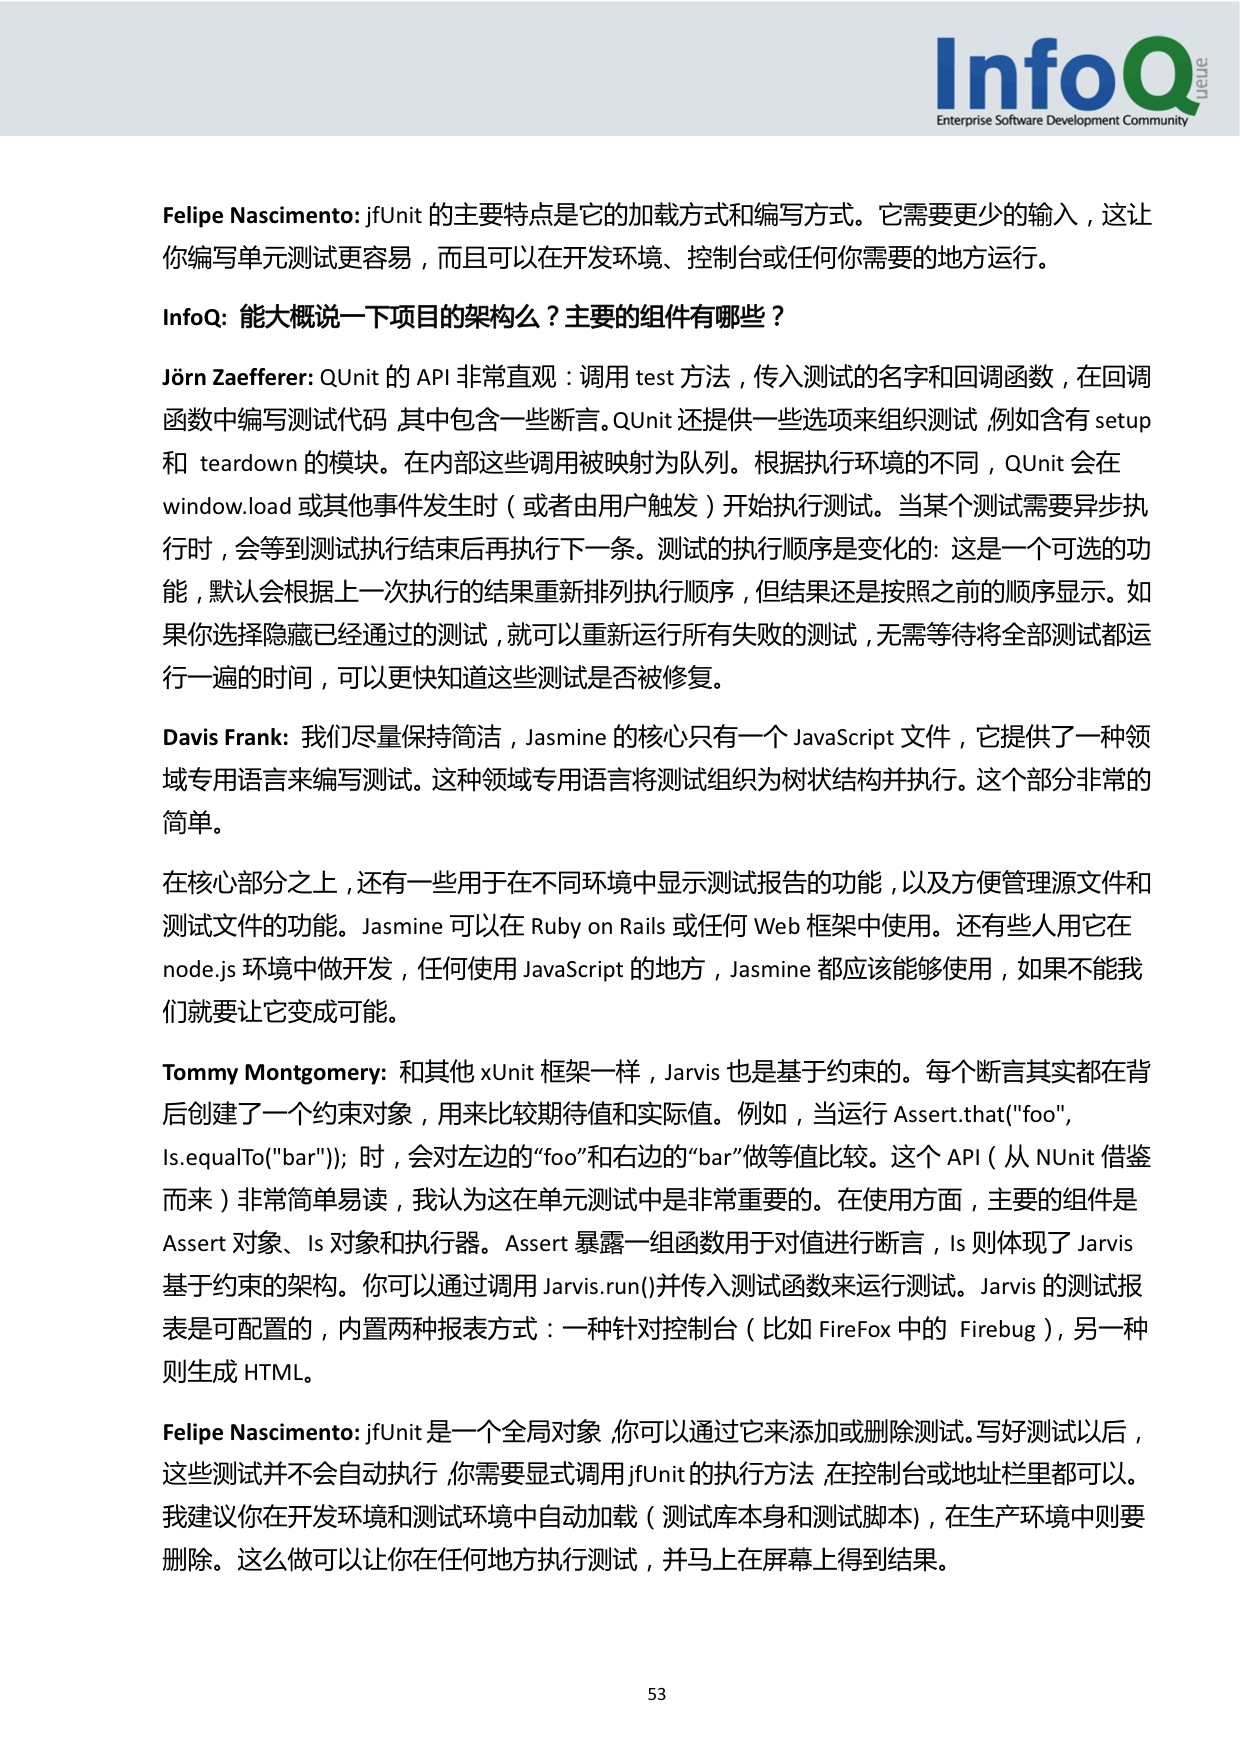 InfoQueue
Enterprise Software Development Community
Felipe Nascimento: jfUnit 的主要特点是它的加载方式和编写方式。它需要更少的输入，这让
你编写单元测试更容易，而且可以在开发环境、控制台或任何你需要的地方运行。
InfoQ: 能大概说一下项目的架构么？主要的组件有哪些？
Jörn Zaefferer: QUnit 的 API 非常直观：调用 test 方法，传入测试的名字和回调函数，在回调
函数中编写测试代码，其中包含一些断言。QUnit 还提供一些选项来组织测试，例如含有 setup
和 teardown 的模块。在内部这些调用被映射为队列。根据执行环境的不同，QUnit 会在
window.load 或其他事件发生时（或者由用户触发）开始执行测试。当某个测试需要异步执
行时，会等到测试执行结束后再执行下一条。测试的执行顺序是变化的: 这是一个可选的功
能，默认会根据上一次执行的结果重新排列执行顺序，但结果还是按照之前的顺序显示。如
果你选择隐藏已经通过的测试，就可以重新运行所有失败的测试，无需等待将全部测试都运
行一遍的时间，可以更快知道这些测试是否被修复。
Davis Frank: 我们尽量保持简洁，Jasmine 的核心只有一个 JavaScript 文件，它提供了一种领
域专用语言来编写测试。这种领域专用语言将测试组织为树状结构并执行。这个部分非常的
简单。
在核心部分之上，还有一些用于在不同环境中显示测试报告的功能，以及方便管理源文件和
测试文件的功能。Jasmine 可以在 Ruby on Rails 或任何 Web 框架中使用。还有些人用它在
node.js 环境中做开发，任何使用 JavaScript 的地方，Jasmine 都应该能够使用，如果不能我
们就要让它变成可能。
Tommy Montgomery: 和其他 xUnit 框架一样，Jarvis 也是基于约束的。每个断言其实都在背
后创建了一个约束对象，用来比较期待值和实际值。例如，当运行 Assert.that("foo",
Is.equalTo("bar")); 时，会对左边的“foo”和右边的“bar”做等值比较。这个 API（从 NUnit 借鉴
而来）非常简单易读，我认为这在单元测试中是非常重要的。在使用方面，主要的组件是
Assert 对象、Is 对象和执行器。Assert 暴露一组函数用于对值进行断言，Is 则体现了 Jarvis
基于约束的架构。你可以通过调用 Jarvis.run()并传入测试函数来运行测试。Jarvis 的测试报
表是可配置的，内置两种报表方式：一种针对控制台（比如 FireFox 中的 Firebug），另一种
则生成 HTML。
Felipe Nascimento: jfUnit 是一个全局对象，你可以通过它来添加或删除测试。写好测试以后，
这些测试并不会自动执行，你需要显式调用 jfUnit 的执行方法，在控制台或地址栏里都可以。
我建议你在开发环境和测试环境中自动加载（测试库本身和测试脚本)，在生产环境中则要
删除。这么做可以让你在任何地方执行测试，并马上在屏幕上得到结果。
53